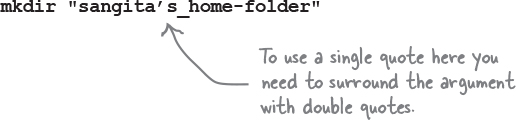 mkdir "sangita’s_home-folder"
To use a single quote here you
need to surround the argument
with double quotes.